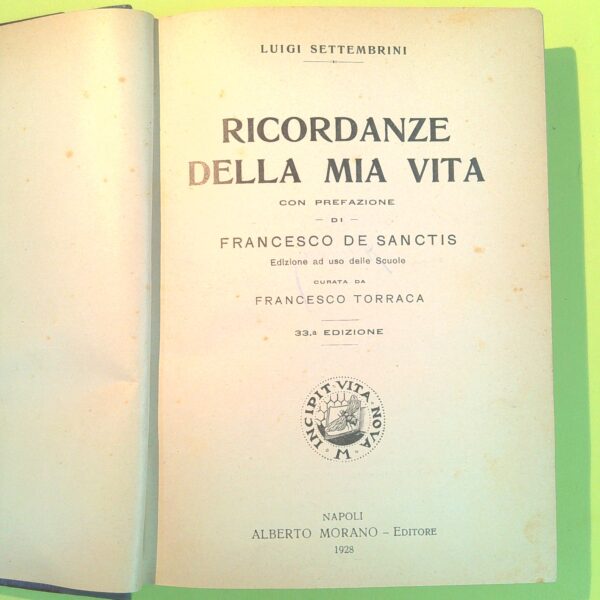 LUIGI SETTEMBRINI
RICORDANZE
DELLA MIA VITA
CON PREFAZIONE
— DI —
FRANCESCO DE SANCTIS
Edizione ad uso delle Scuole
CURATA DA
FRANCESCO TORRACA
33.ª EDIZIONE
INCIPIT VITA NOVA
M
NAPOLI
ALBERTO MORANO – EDITORE
1928